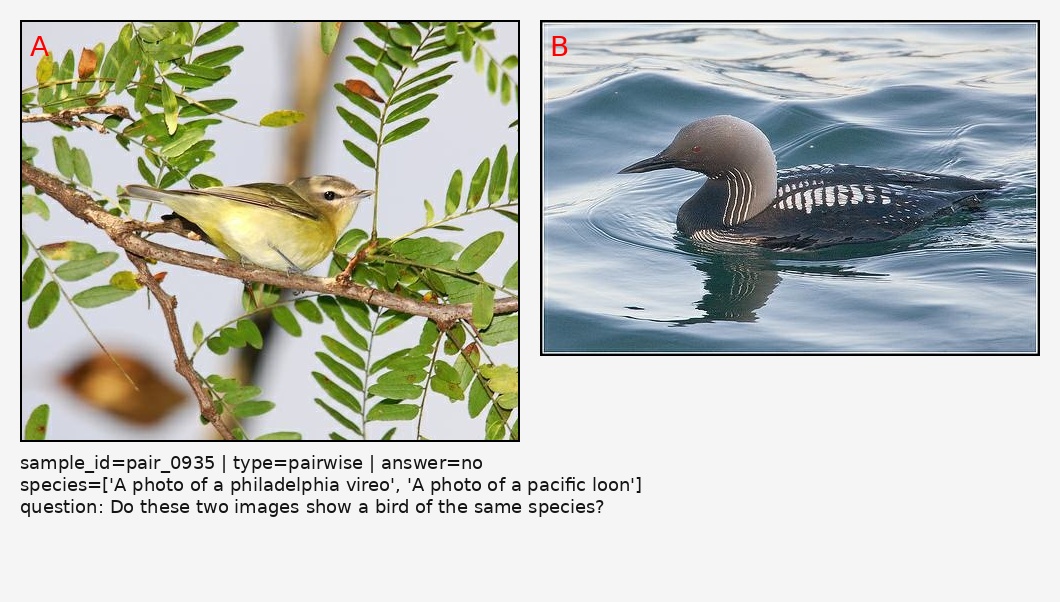 A
B
sample_id=pair_0935 | type=pairwise | answer=no
species=['A photo of a philadelphia vireo', 'A photo of a pacific loon']
question: Do these two images show a bird of the same species?